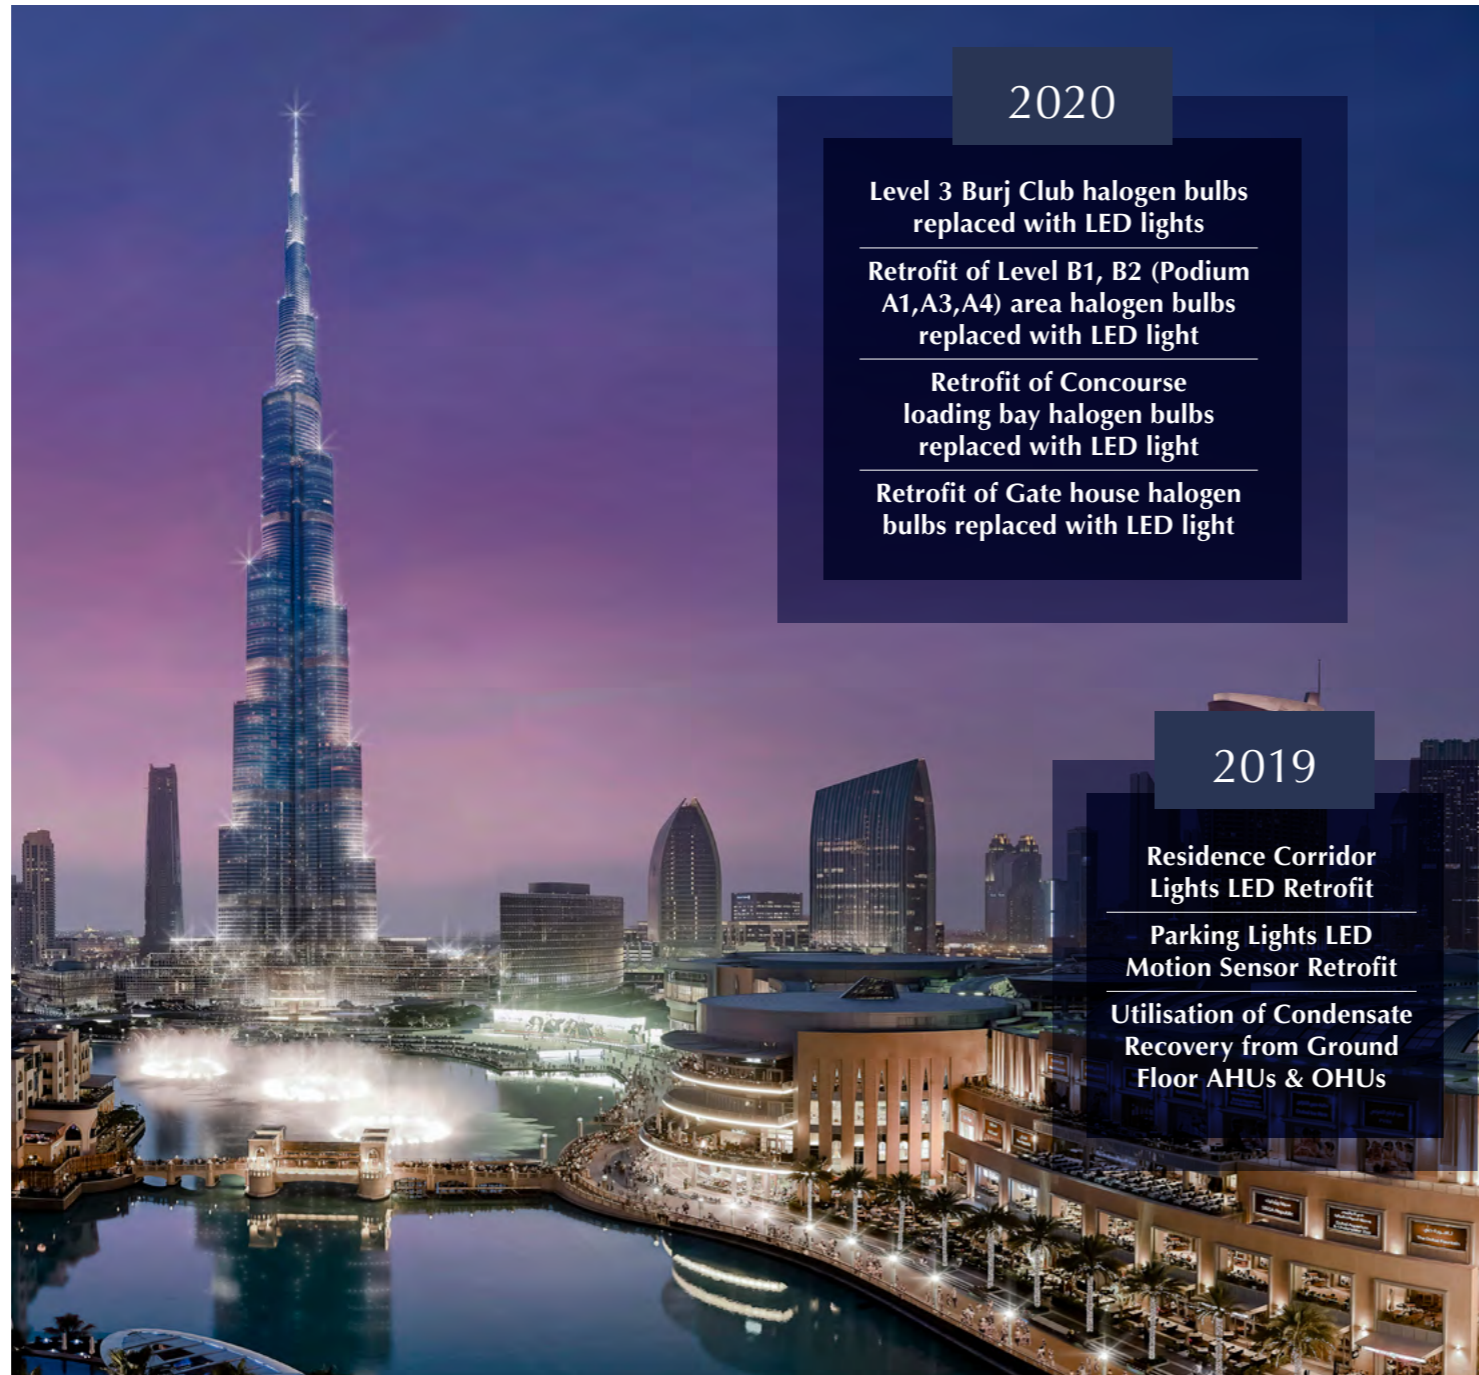 2020
Level 3 Burj Club halogen bulbs
replaced with LED lights
Retrofit of Level B1, B2 (Podium
A1,A3,A4) area halogen bulbs
replaced with LED light
Retrofit of Concourse
loading bay halogen bulbs
replaced with LED light
Retrofit of Gate house halogen
bulbs replaced with LED light
2019
Residence Corridor
Lights LED Retrofit
Parking Lights LED
Motion Sensor Retrofit
Utilisation of Condensate
Recovery from Ground
Floor AHUs & OHUs